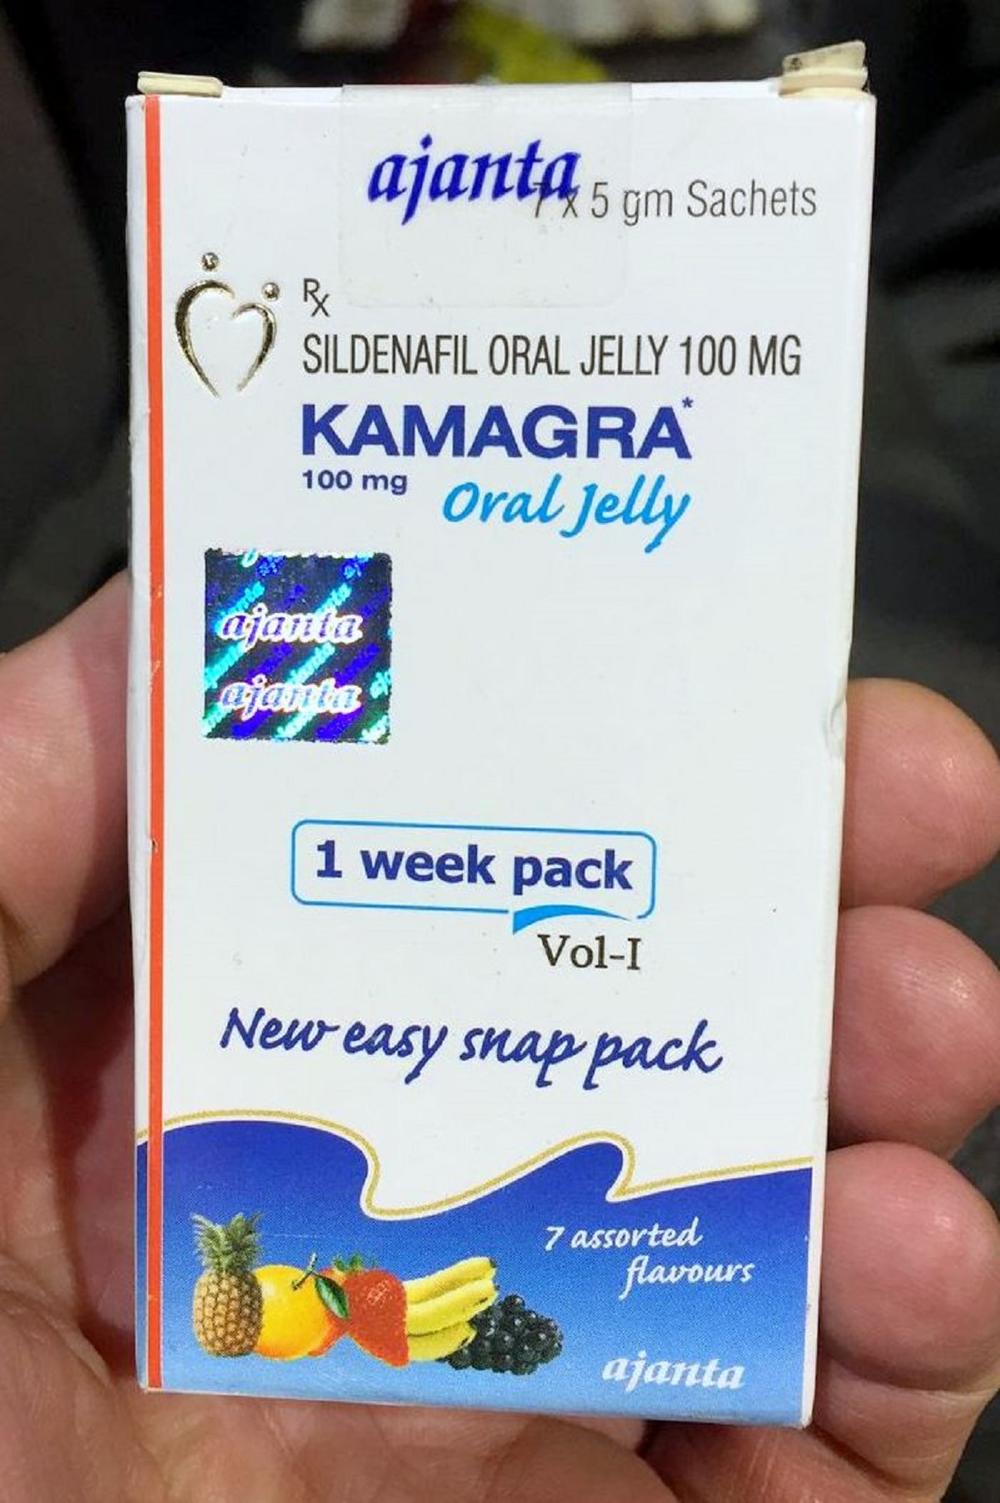 ajanta
7 x 5 gm Sachets
Rx
SILDENAFIL ORAL JELLY 100 MG
KAMAGRA*
100 mg Oral Jelly
ajanta
ajanta
1 week pack
Vol-I
New easy snap pack
7 assorted
flavours
ajanta